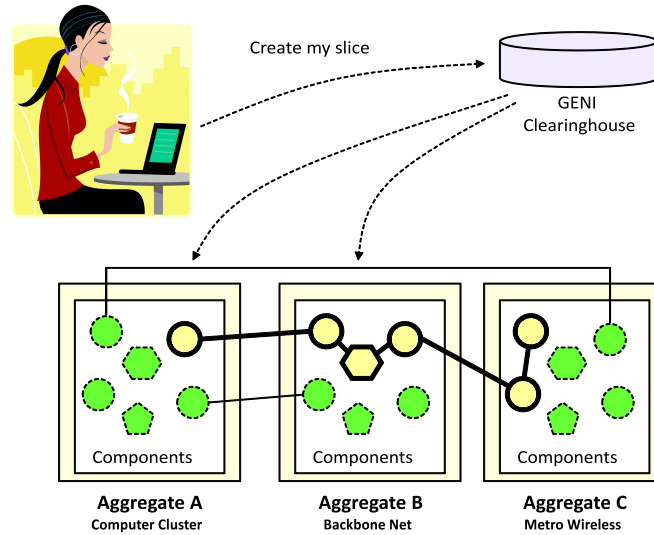 Create my slice
GENI
Clearinghouse
Components
Components
Components
Aggregate A
Computer Cluster
Aggregate B
Backbone Net
Aggregate C
Metro Wireless